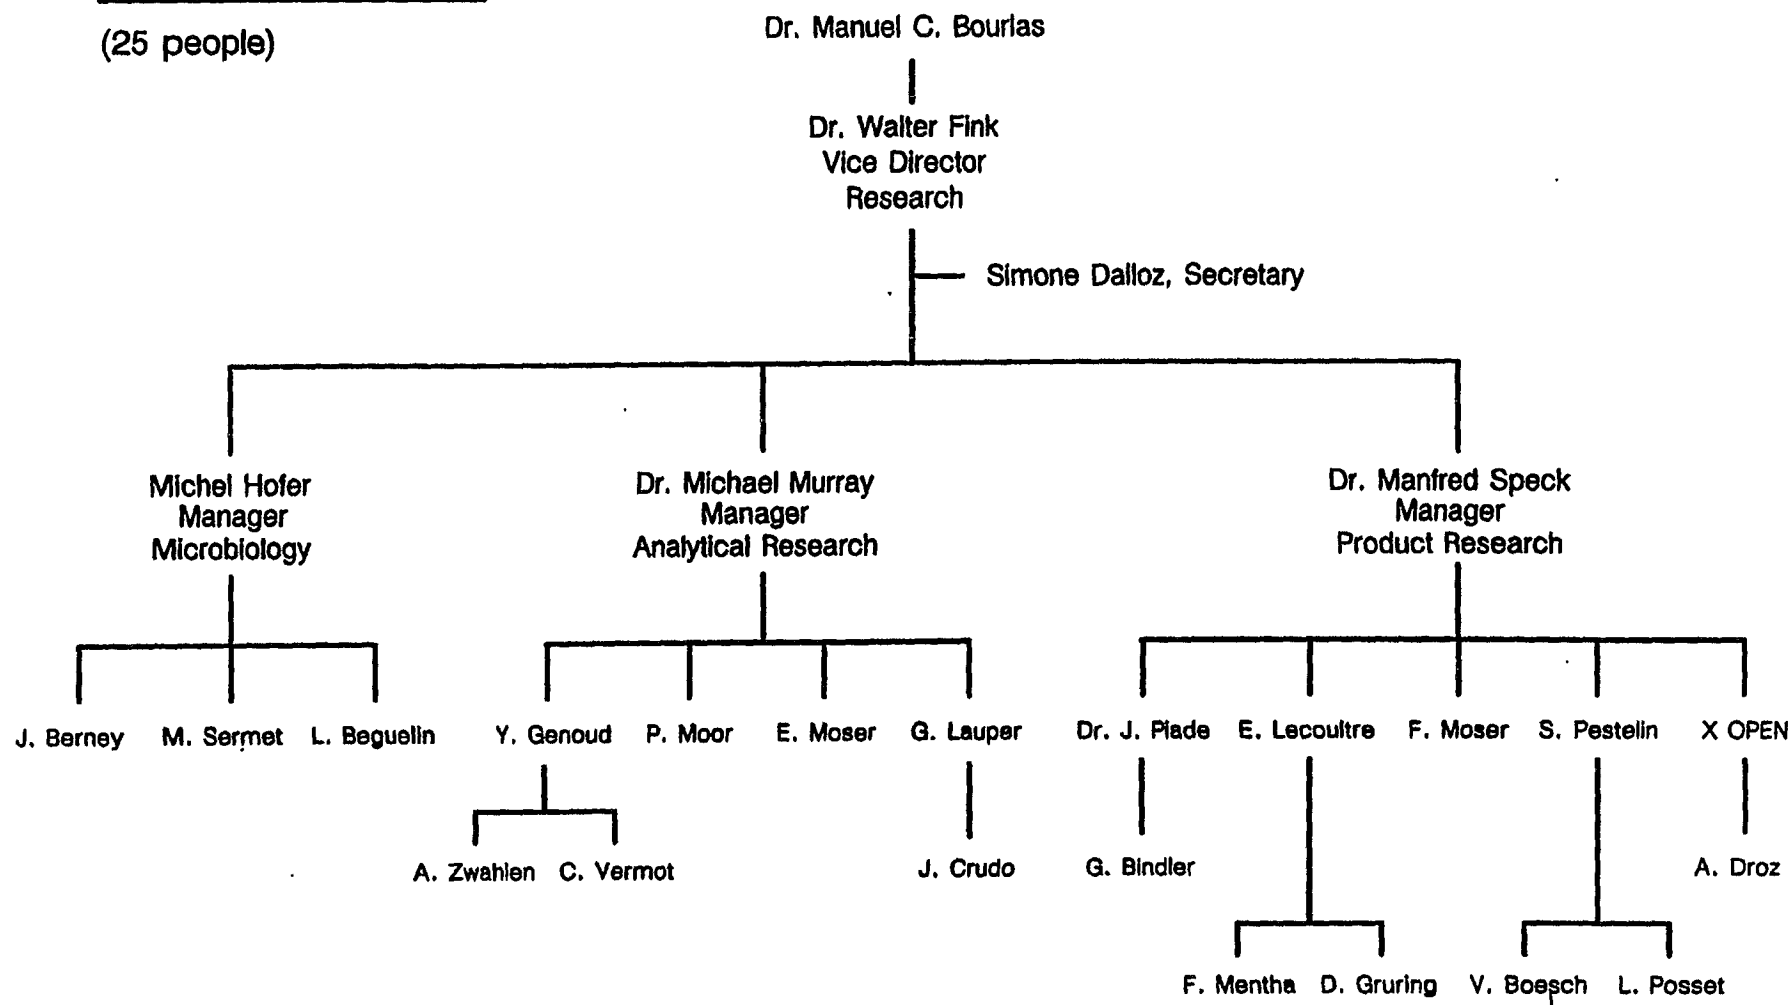 (25 people)
Dr. Manuel C. Bourlas
Dr. Walter Fink
Vice Director
Research
Simone Dalloz, Secretary
Michel Hofer
Manager
Microbiology
Dr. Michael Murray
Manager
Analytical Research
Dr. Manfred Speck
Manager
Product Research
J. Berney M. Sermet L. Beguelin Y. Genoud P. Moor E. Moser G. Lauper Dr. J. Piade E. Lecoultre F. Moser S. Pestelin X OPEN
A. Zwahlen C. Vermot J. Crudo G. Bindler A. Droz
F. Mentha D. Gruring V. Boesch L. Posset